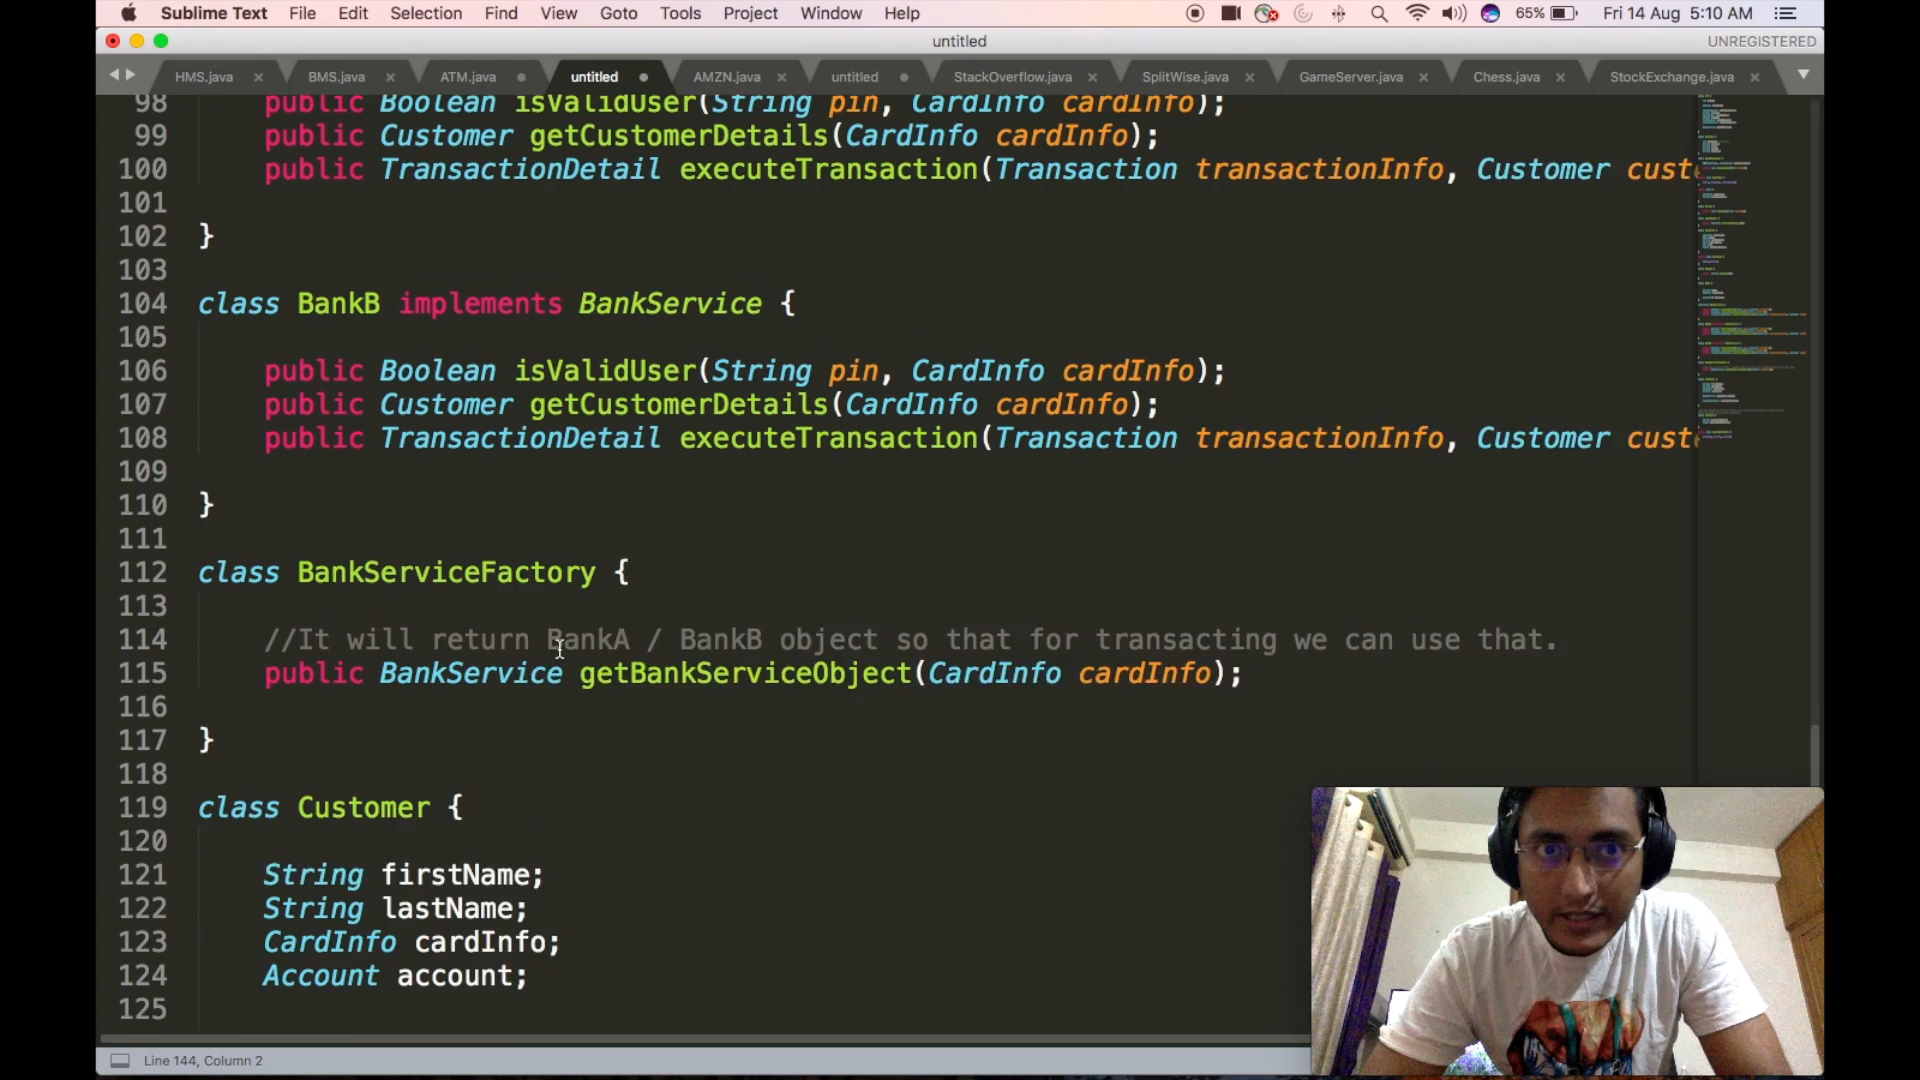 Sublime Text File Edit Selection Find View Goto Tools Project Window Help 65% Fri 14 Aug 5:10 AM
untitled UNREGISTERED
HMS.java BMS.java ATM.java untitled AMZN.java untitled StackOverflow.java SplitWise.java GameServer.java Chess.java StockExchange.java
98 public Boolean isValidUser(String pin, CardInfo cardInfo);
99 public Customer getCustomerDetails(CardInfo cardInfo);
100 public TransactionDetail executeTransaction(Transaction transactionInfo, Customer cust
101
102 }
103
104 class BankB implements BankService {
105
106 public Boolean isValidUser(String pin, CardInfo cardInfo);
107 public Customer getCustomerDetails(CardInfo cardInfo);
108 public TransactionDetail executeTransaction(Transaction transactionInfo, Customer cust
109
110 }
111
112 class BankServiceFactory {
113
114 //It will return BankA / BankB object so that for transacting we can use that.
115 public BankService getBankServiceObject(CardInfo cardInfo);
116
117 }
118
119 class Customer {
120
121 String firstName;
122 String lastName;
123 CardInfo cardInfo;
124 Account account;
125
Line 144, Column 2